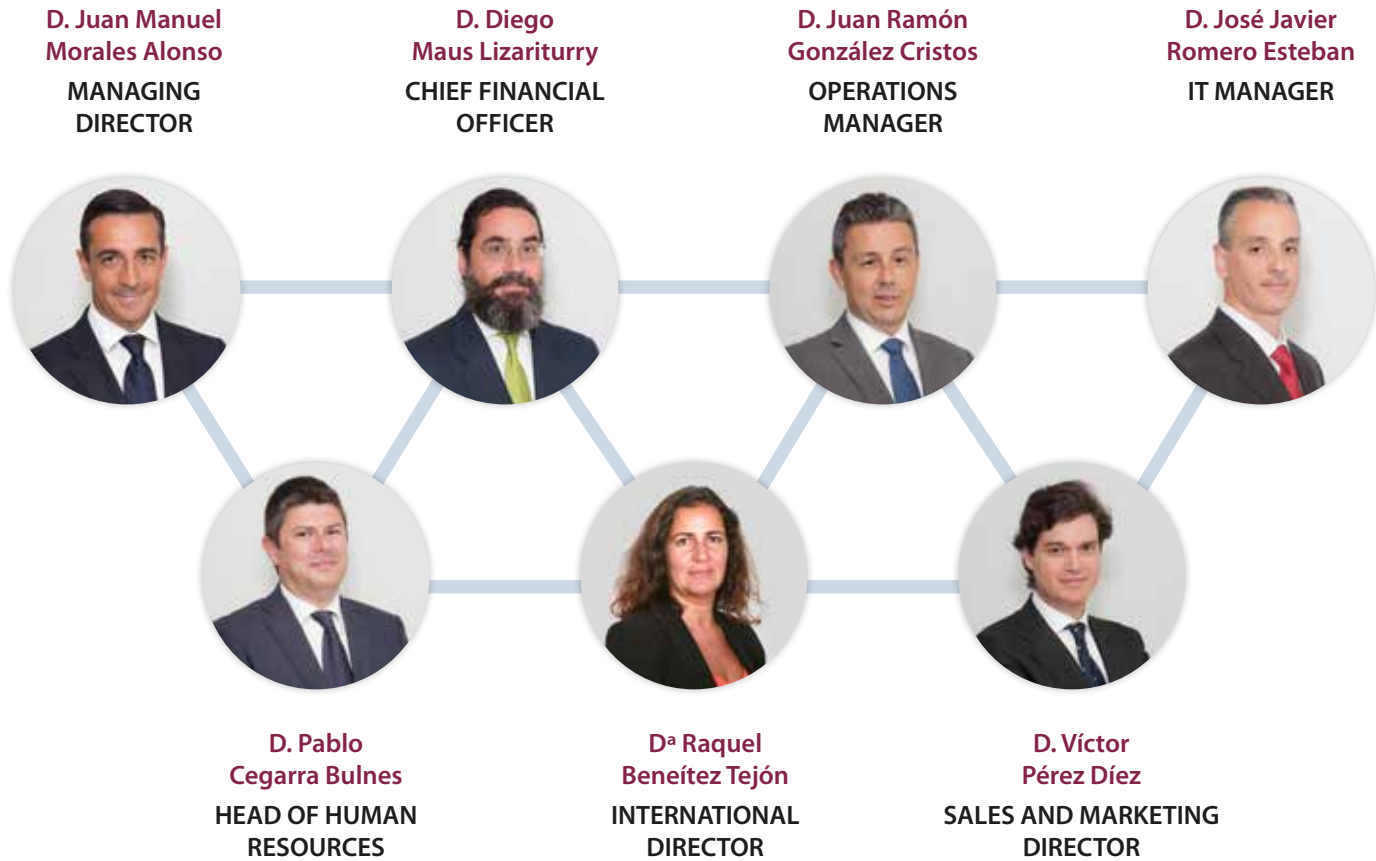 D. Juan Manuel
Morales Alonso
MANAGING
DIRECTOR
D. Diego
Maus Lizariturry
CHIEF FINANCIAL
OFFICER
D. Juan Ramón
González Cristos
OPERATIONS
MANAGER
D. José Javier
Romero Esteban
IT MANAGER
D. Pablo
Cegarra Bulnes
HEAD OF HUMAN
RESOURCES
Dª Raquel
Beneítez Tejón
INTERNATIONAL
DIRECTOR
D. Víctor
Pérez Díez
SALES AND MARKETING
DIRECTOR